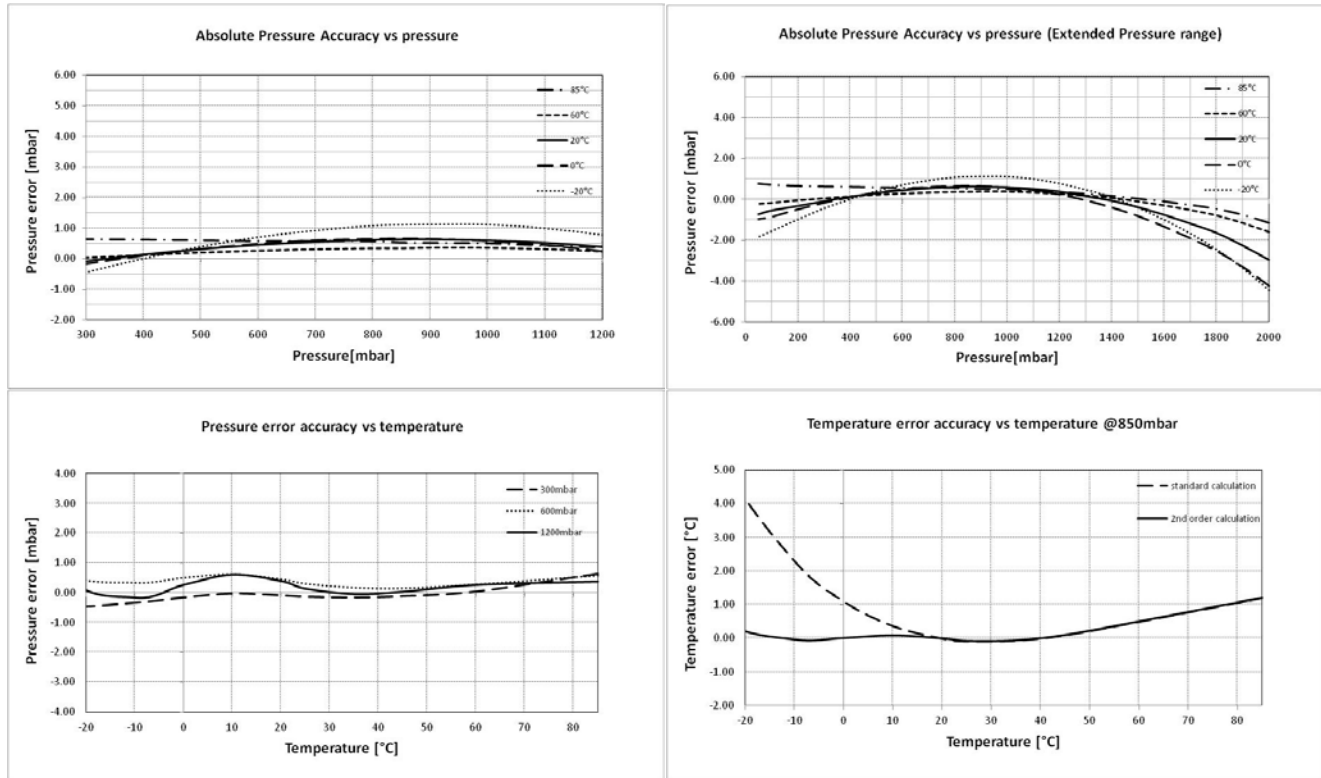 Absolute Pressure Accuracy vs pressure
6.00
5.00
4.00
3.00
2.00
1.00
0.00
-1.00
-2.00
Pressure error [mbar]
85°C
60°C
20°C
0°C
-20°C
300 400 500 600 700 800 900 1000 1100 1200
Pressure[mbar]
Absolute Pressure Accuracy vs pressure (Extended Pressure range)
6.00
4.00
2.00
0.00
-2.00
-4.00
-6.00
Pressure error [mbar]
85°C
60°C
20°C
0°C
-20°C
0 200 400 600 800 1000 1200 1400 1600 1800 2000
Pressure[mbar]
Pressure error accuracy vs temperature
4.00
3.00
2.00
1.00
0.00
-1.00
-2.00
-3.00
-4.00
Pressure error [mbar]
300mbar
600mbar
1200mbar
-20 -10 0 10 20 30 40 50 60 70 80
Temperature [°C]
Temperature error accuracy vs temperature @850mbar
5.00
4.00
3.00
2.00
1.00
0.00
-1.00
-2.00
Temperature error [°C]
standard calculation
2nd order calculation
-20 -10 0 10 20 30 40 50 60 70 80
Temperature [°C]